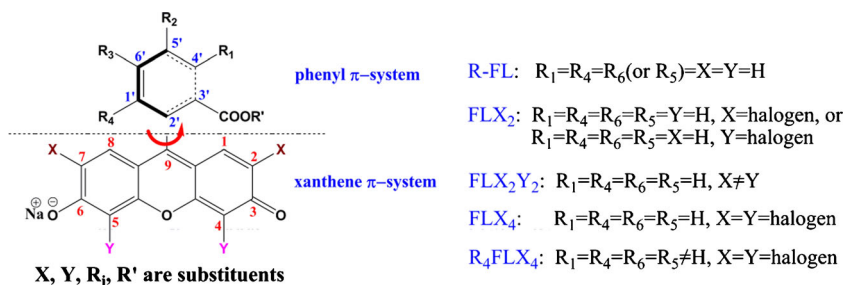 R₂
R₃ 5' R₁
6' 4'
1' 3'
R₄ 2' COOR'
phenyl π−system
X 8 1 X
7 9 2
xanthene π−system
Na⊕ ⊖O 6 O 3 O
5 4
Y Y
X, Y, Rᵢ, R' are substituents
R-FL: R₁=R₄=R₆(or R₅)=X=Y=H
FLX₂: R₁=R₄=R₆=R₅=Y=H, X=halogen, or
R₁=R₄=R₆=R₅=X=H, Y=halogen
FLX₂Y₂: R₁=R₄=R₆=R₅=H, X≠Y
FLX₄: R₁=R₄=R₆=R₅=H, X=Y=halogen
R₄FLX₄: R₁=R₄=R₆=R₅≠H, X=Y=halogen